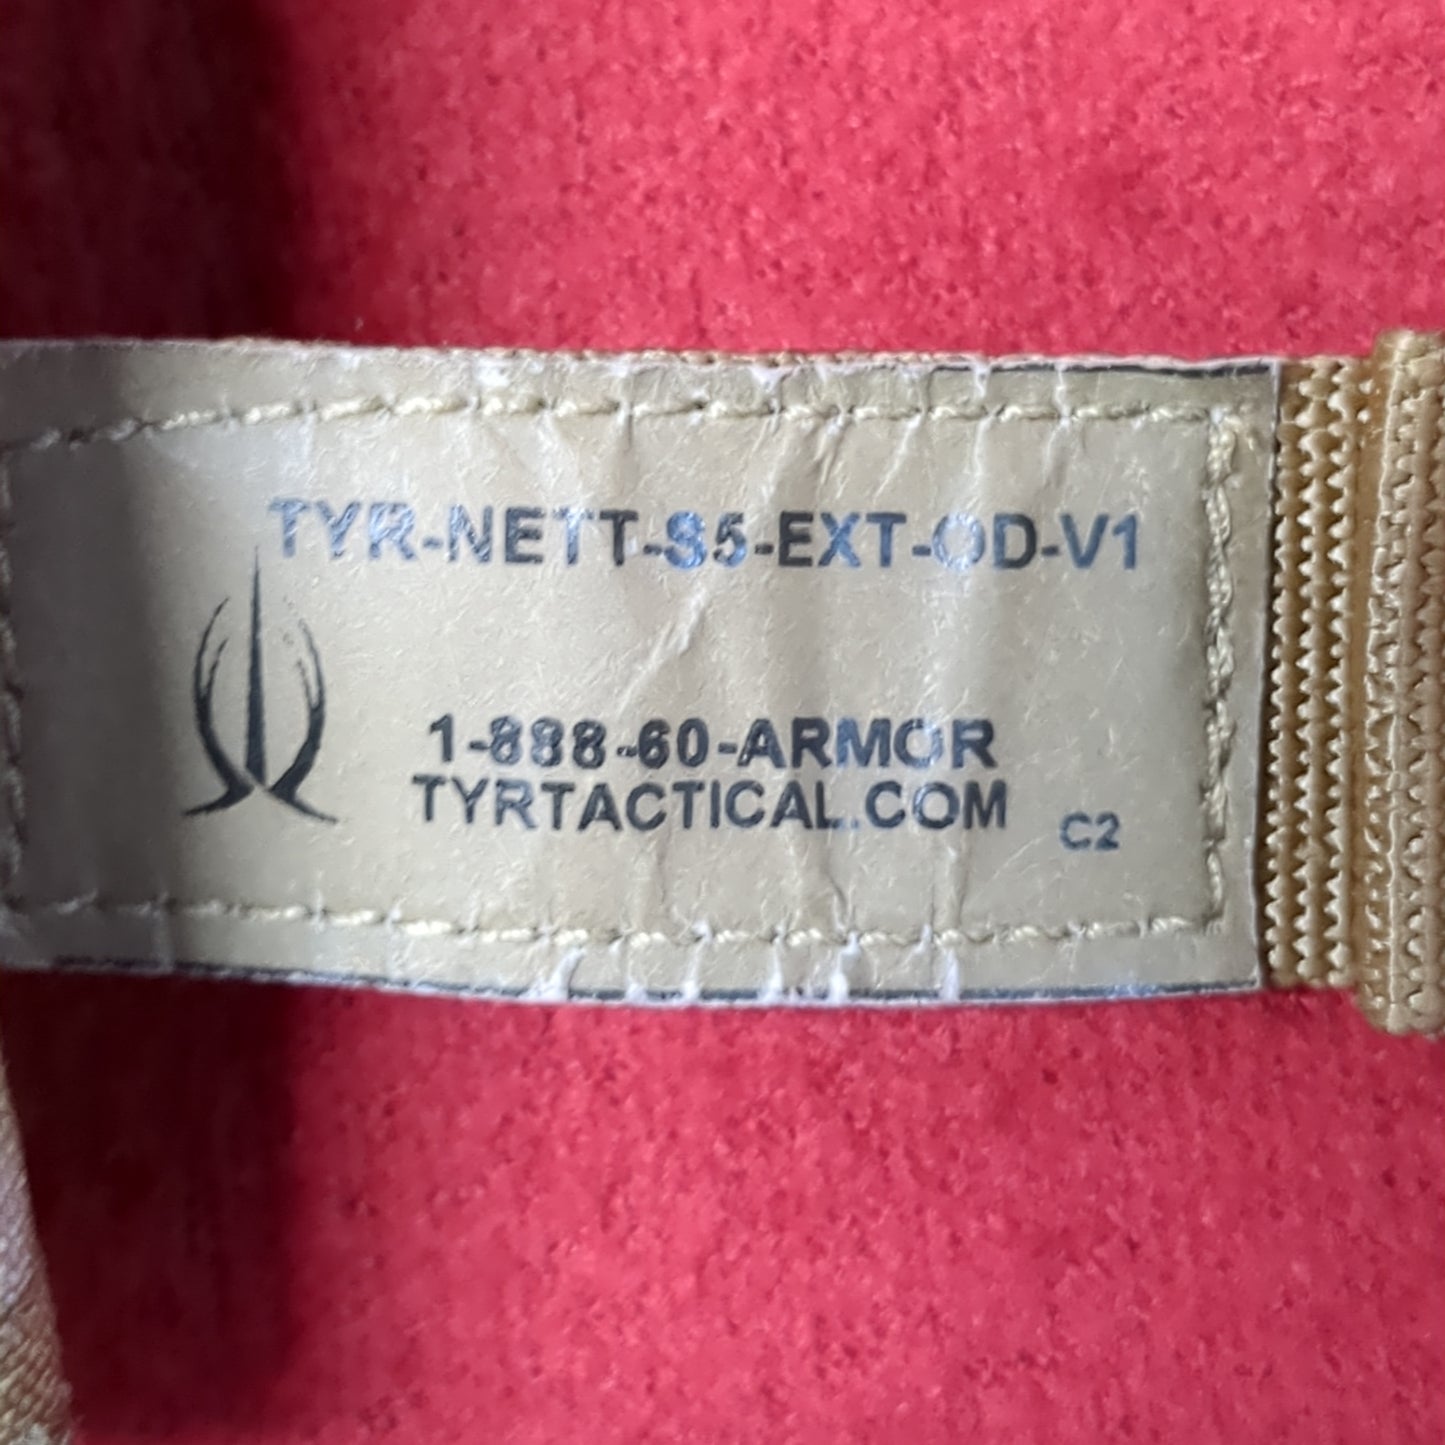 TYR-NETT-S5-EXT-OD-V1
1-888-60-ARMOR
TYRTACTICAL.COM
C2